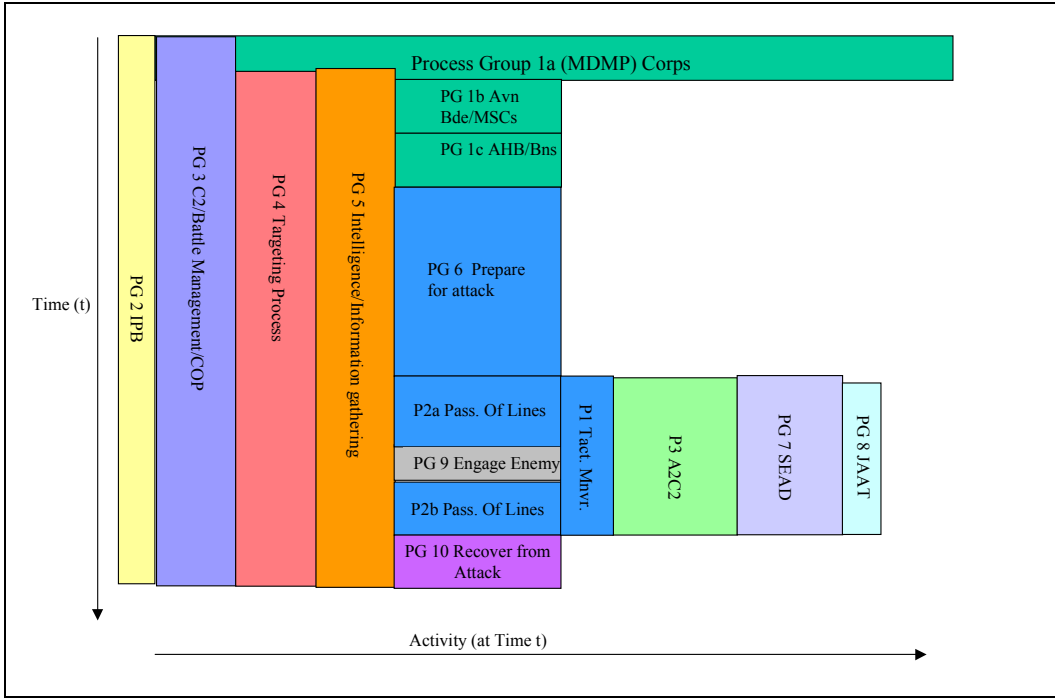 Process Group 1a (MDMP) Corps
PG 1b Avn
Bde/MSCs
PG 1c AHB/Bns
PG 2 IPB
PG 3 C2/Battle Management/COP
PG 4 Targeting Process
PG 5 Intelligence/Information gathering
PG 6 Prepare
for attack
Time (t)
P2a Pass. Of Lines
PG 9 Engage Enemy
P2b Pass. Of Lines
PG 10 Recover from
Attack
P1 Tact. Mnvr.
P3 A2C2
PG 7 SEAD
PG 8 JAAT
Activity (at Time t)